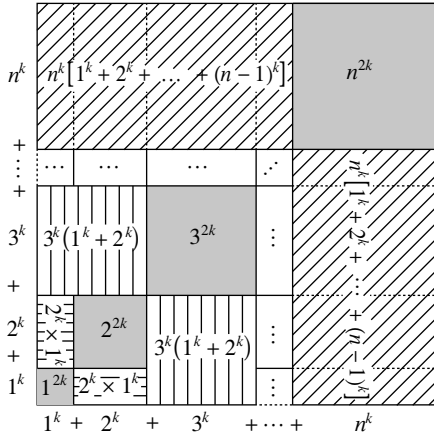 n^k
n^k[1^k + 2^k + … + (n − 1)^k]
n^{2k}
+
⋮
… … … ⋰
+
3^k
3^k(1^k + 2^k)
3^{2k}
⋮
n^k[1^k + 2^k + … + (n − 1)^k]
+
2^k
2^k × 1^k
2^{2k}
3^k(1^k + 2^k)
⋮
+
1^k
1^{2k}
2^k × 1^k
⋮
1^k + 2^k + 3^k + … + n^k